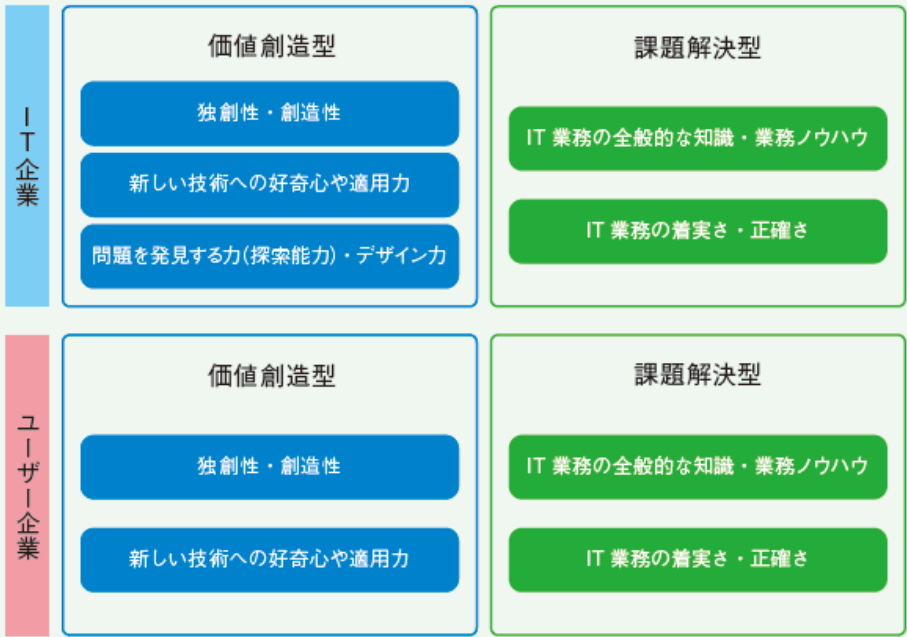 IT企業
価値創造型
独創性・創造性
新しい技術への好奇心や適用力
問題を発見する力(探索能力)・デザイン力
課題解決型
IT 業務の全般的な知識・業務ノウハウ
IT 業務の着実さ・正確さ
ユーザー企業
価値創造型
独創性・創造性
新しい技術への好奇心や適用力
課題解決型
IT 業務の全般的な知識・業務ノウハウ
IT 業務の着実さ・正確さ